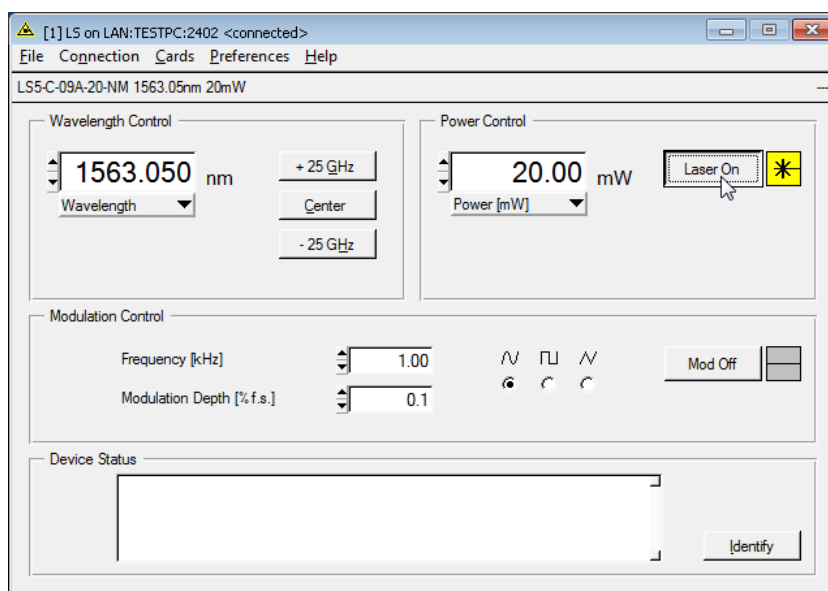 [1] LS on LAN:TESTPC:2402 <connected>
File Connection Cards Preferences Help
LS5-C-09A-20-NM 1563.05nm 20mW
Wavelength Control
1563.050 nm
Wavelength
+ 25 GHz
Center
- 25 GHz
Power Control
20.00 mW
Power [mW]
Laser On
Modulation Control
Frequency [kHz] 1.00
Modulation Depth [% f.s.] 0.1
Mod Off
Device Status
Identify